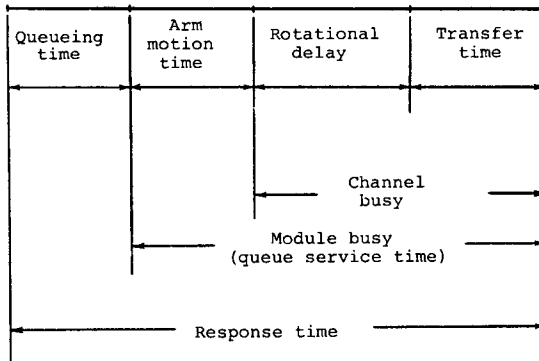 Queueing time
Arm motion time
Rotational delay
Transfer time
Channel busy
Module busy
(queue service time)
Response time